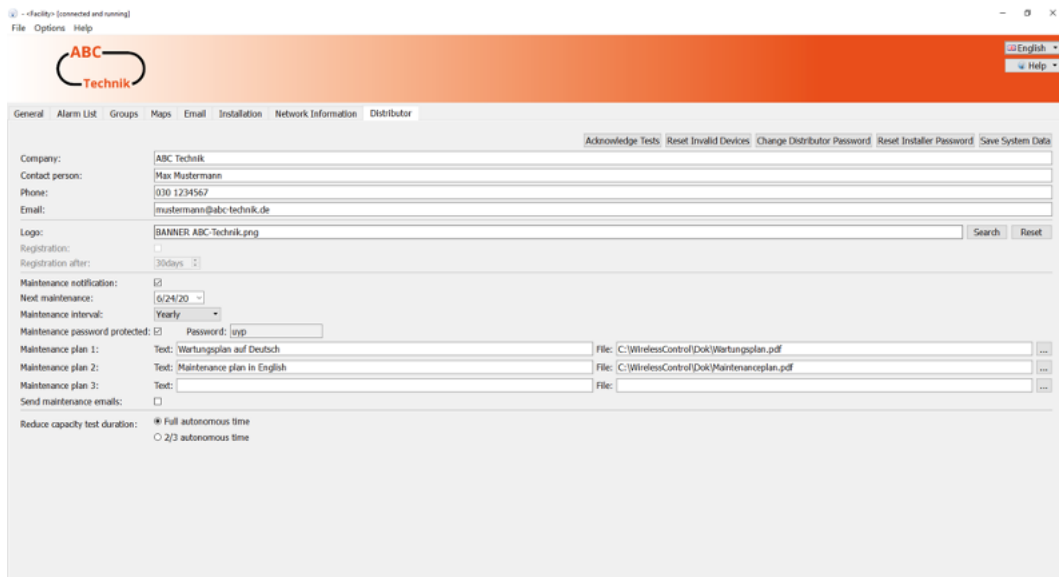 - <Facility> [connected and running]
File Options Help
ABC
Technik
English
Help
General Alarm List Groups Maps Email Installation Network Information Distributor
Acknowledge Tests Reset Invalid Devices Change Distributor Password Reset Installer Password Save System Data
Company: ABC Technik
Contact person: Max Mustermann
Phone: 030 1234567
Email: mustermann@abc-technik.de
Logo: BANNER ABC-Technik.png Search Reset
Registration:
Registration after: 30days
Maintenance notification:
Next maintenance: 6/24/20
Maintenance interval: Yearly
Maintenance password protected: Password: uyp
Maintenance plan 1: Text: Wartungsplan auf Deutsch File: C:\WirelessControl\Dok\Wartungsplan.pdf ...
Maintenance plan 2: Text: Maintenance plan in English File: C:\WirelessControl\Dok\Maintenanceplan.pdf ...
Maintenance plan 3: Text: File: ...
Send maintenance emails:
Reduce capacity test duration: Full autonomous time
2/3 autonomous time